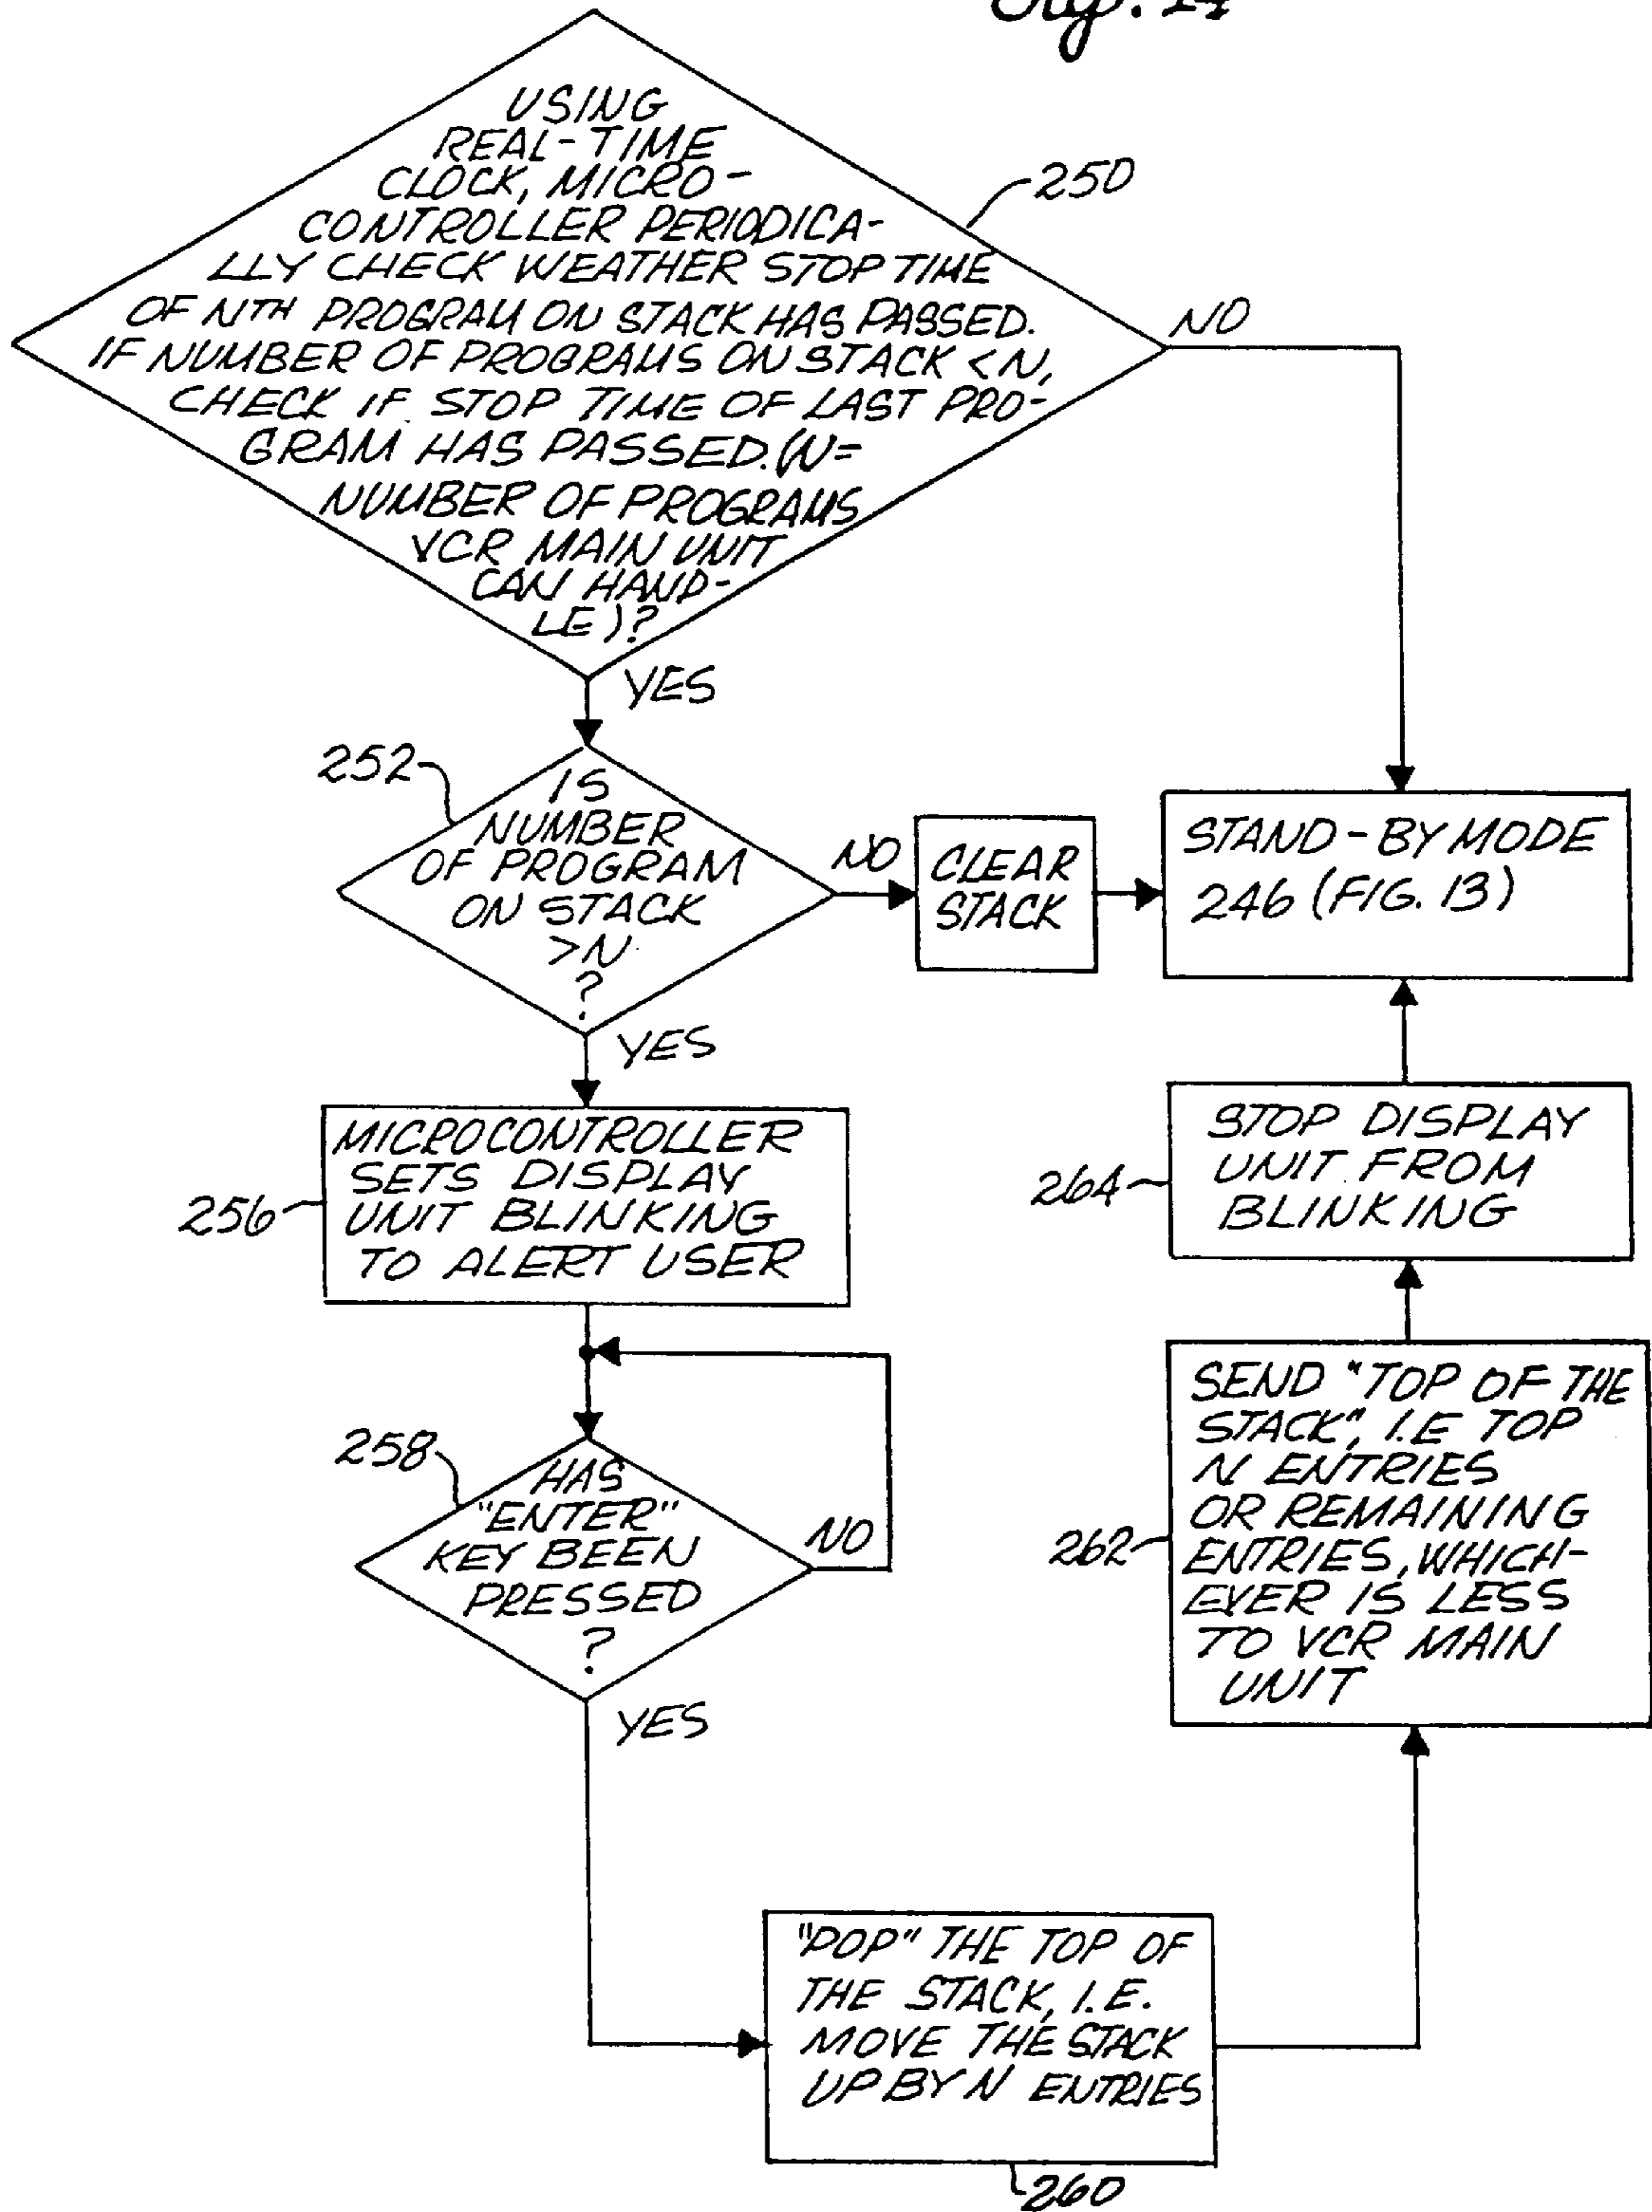 Fig. 14
USING
REAL-TIME
CLOCK, MICRO-
CONTROLLER PERIODICA-
LLY CHECK WEATHER STOP TIME
OF NTH PROGRAM ON STACK HAS PASSED.
IF NUMBER OF PROGRAMS ON STACK <N,
CHECK IF STOP TIME OF LAST PRO-
GRAM HAS PASSED. (N=
NUMBER OF PROGRAMS
VCR MAIN UNIT
CAN HAND-
LE)?
250
NO
YES
252
IS
NUMBER
OF PROGRAM
ON STACK
>N
?
NO
CLEAR
STACK
STAND-BY MODE
246 (FIG. 13)
YES
256
MICROCONTROLLER
SETS DISPLAY
UNIT BLINKING
TO ALERT USER
264
STOP DISPLAY
UNIT FROM
BLINKING
258
HAS
"ENTER"
KEY BEEN
PRESSED
?
NO
YES
262
SEND "TOP OF THE
STACK", I.E TOP
N ENTRIES
OR REMAINING
ENTRIES, WHICH-
EVER IS LESS
TO VCR MAIN
UNIT
"POP" THE TOP OF
THE STACK, I.E.
MOVE THE STACK
UP BY N ENTRIES
260